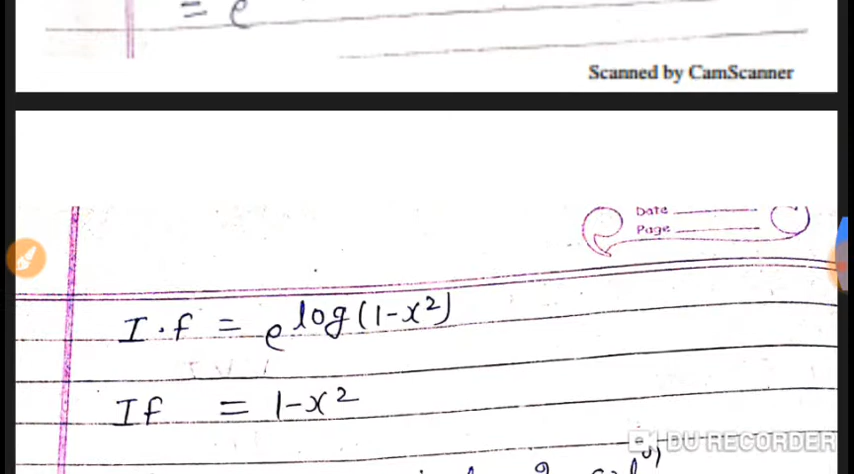 = e
Scanned by CamScanner
Date
Page
I.f = e^log(1-x²)
If = 1-x²
DU RECORDER